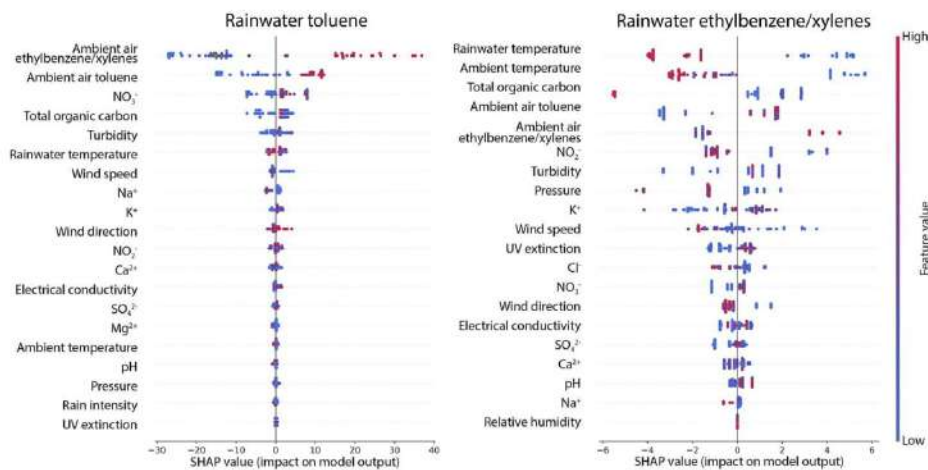 Rainwater toluene
Ambient air
ethylbenzene/xylenes
Ambient air toluene
NO₃⁻
Total organic carbon
Turbidity
Rainwater temperature
Wind speed
Na⁺
K⁺
Wind direction
NO₂⁻
Ca²⁺
Electrical conductivity
SO₄²⁻
Mg²⁺
Ambient temperature
pH
Pressure
Rain intensity
UV extinction
−30 −20 −10 0 10 20 30 40
SHAP value (impact on model output)
Rainwater ethylbenzene/xylenes
Rainwater temperature
Ambient temperature
Total organic carbon
Ambient air toluene
Ambient air
ethylbenzene/xylenes
NO₂⁻
Turbidity
Pressure
K⁺
Wind speed
UV extinction
Cl⁻
NO₃⁻
Wind direction
Electrical conductivity
SO₄²⁻
Ca²⁺
pH
Na⁺
Relative humidity
−6 −4 −2 0 2 4 6
SHAP value (impact on model output)
High
Feature value
Low